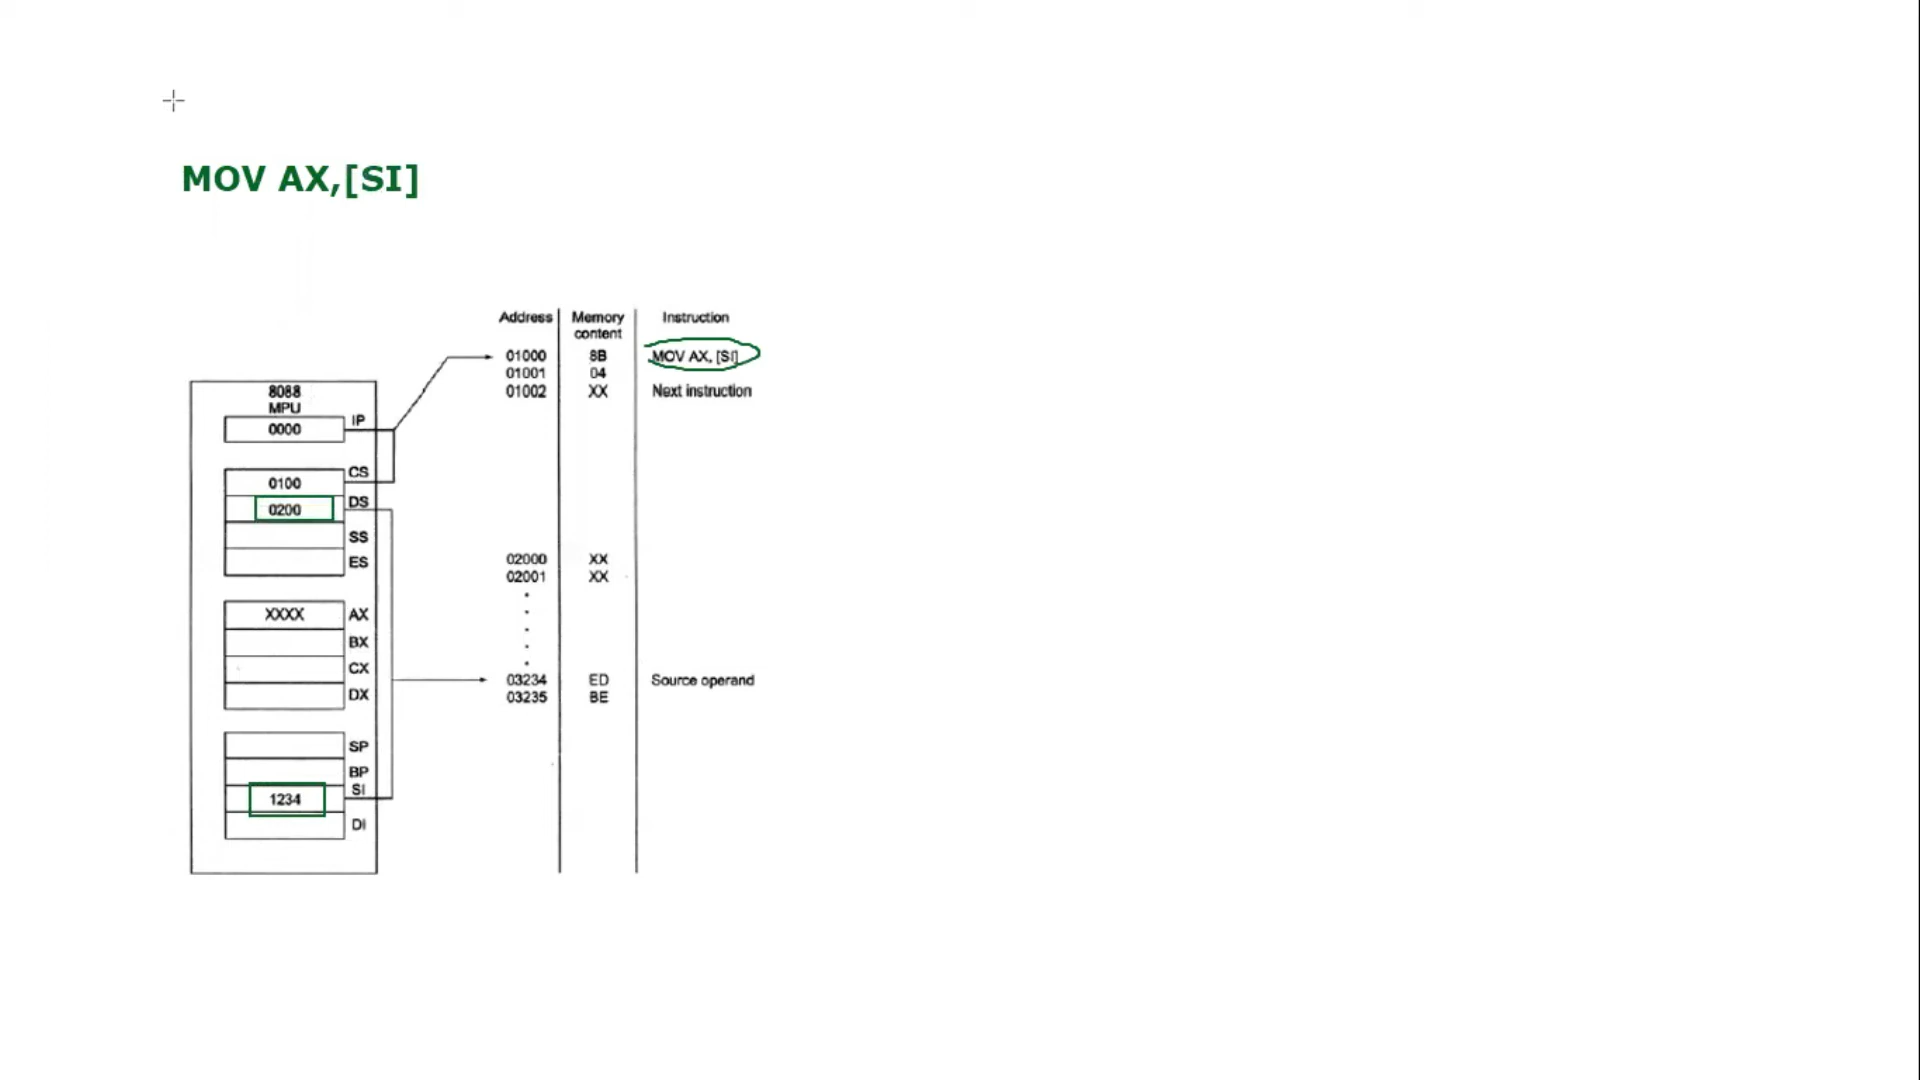 MOV AX,[SI]
Address Memory content Instruction
01000 8B MOV AX, [SI]
01001 04
01002 XX Next instruction
8088
MPU
0000 IP
0100 CS
0200 DS
SS
ES
02000 XX
02001 XX
XXXX AX
BX
CX
DX
03234 ED Source operand
03235 BE
SP
BP
1234 SI
DI